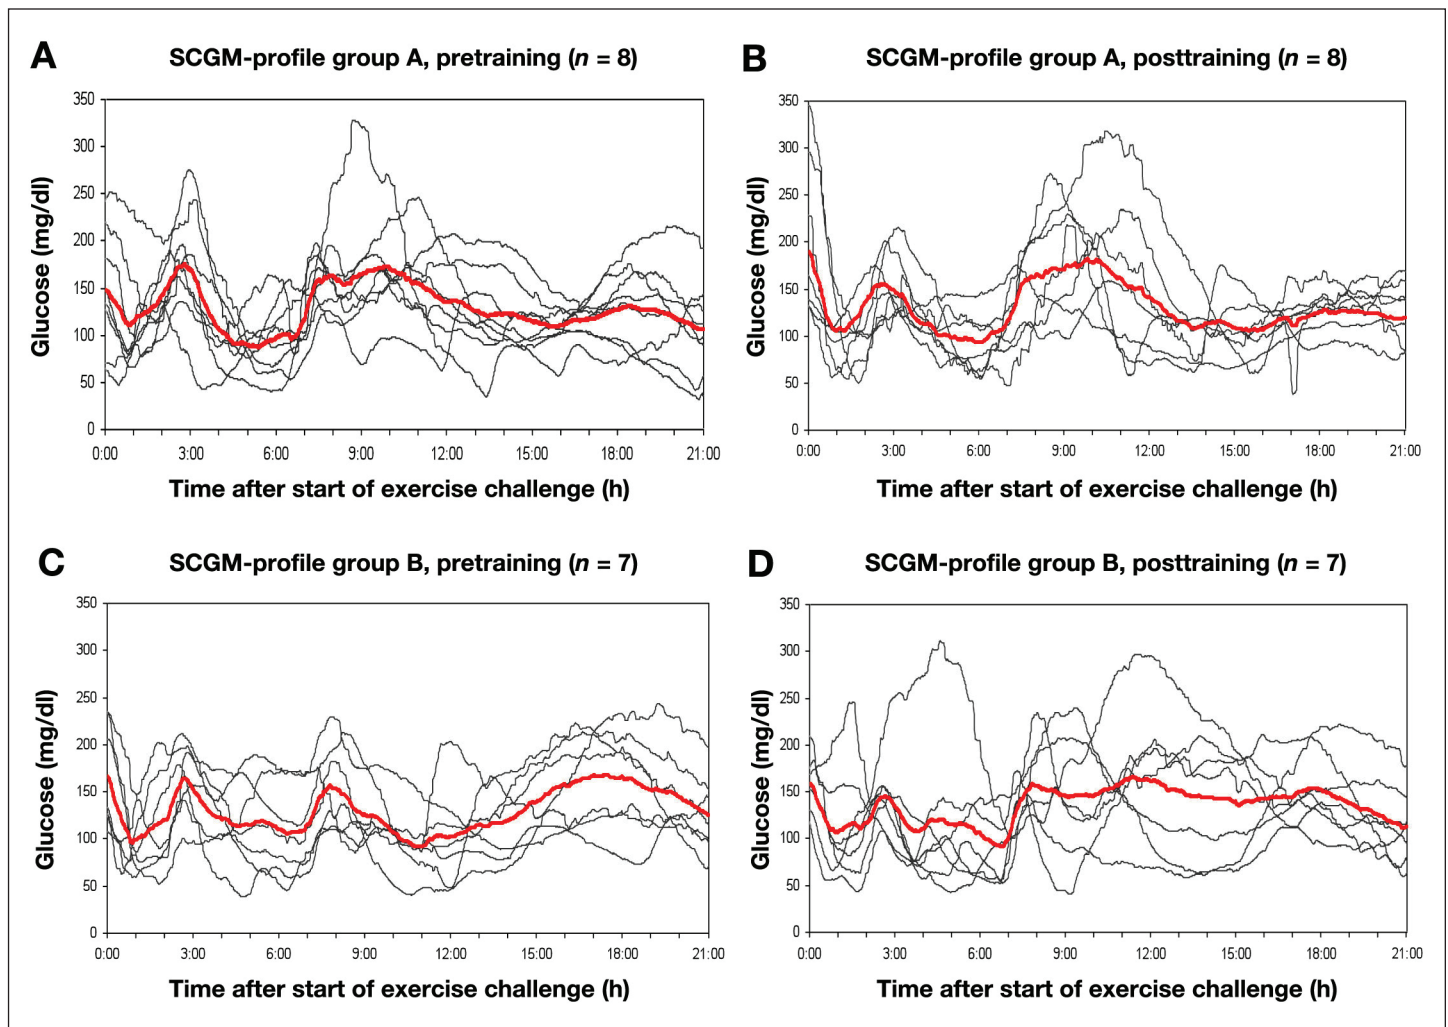 A
SCGM-profile group A, pretraining (n = 8)
Glucose (mg/dl)
350
300
250
200
150
100
50
0
0:00 3:00 6:00 9:00 12:00 15:00 18:00 21:00
Time after start of exercise challenge (h)
B
SCGM-profile group A, posttraining (n = 8)
Glucose (mg/dl)
350
300
250
200
150
100
50
0
0:00 3:00 6:00 9:00 12:00 15:00 18:00 21:00
Time after start of exercise challenge (h)
C
SCGM-profile group B, pretraining (n = 7)
Glucose (mg/dl)
350
300
250
200
150
100
50
0
0:00 3:00 6:00 9:00 12:00 15:00 18:00 21:00
Time after start of exercise challenge (h)
D
SCGM-profile group B, posttraining (n = 7)
Glucose (mg/dl)
350
300
250
200
150
100
50
0
0:00 3:00 6:00 9:00 12:00 15:00 18:00 21:00
Time after start of exercise challenge (h)